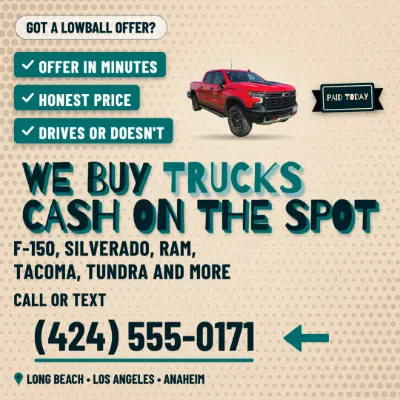 GOT A LOWBALL OFFER?
OFFER IN MINUTES
HONEST PRICE
DRIVES OR DOESN'T
PAID TODAY
WE BUY TRUCKS
CASH ON THE SPOT
F-150, SILVERADO, RAM,
TACOMA, TUNDRA AND MORE
CALL OR TEXT
(424) 555-0171
LONG BEACH • LOS ANGELES • ANAHEIM